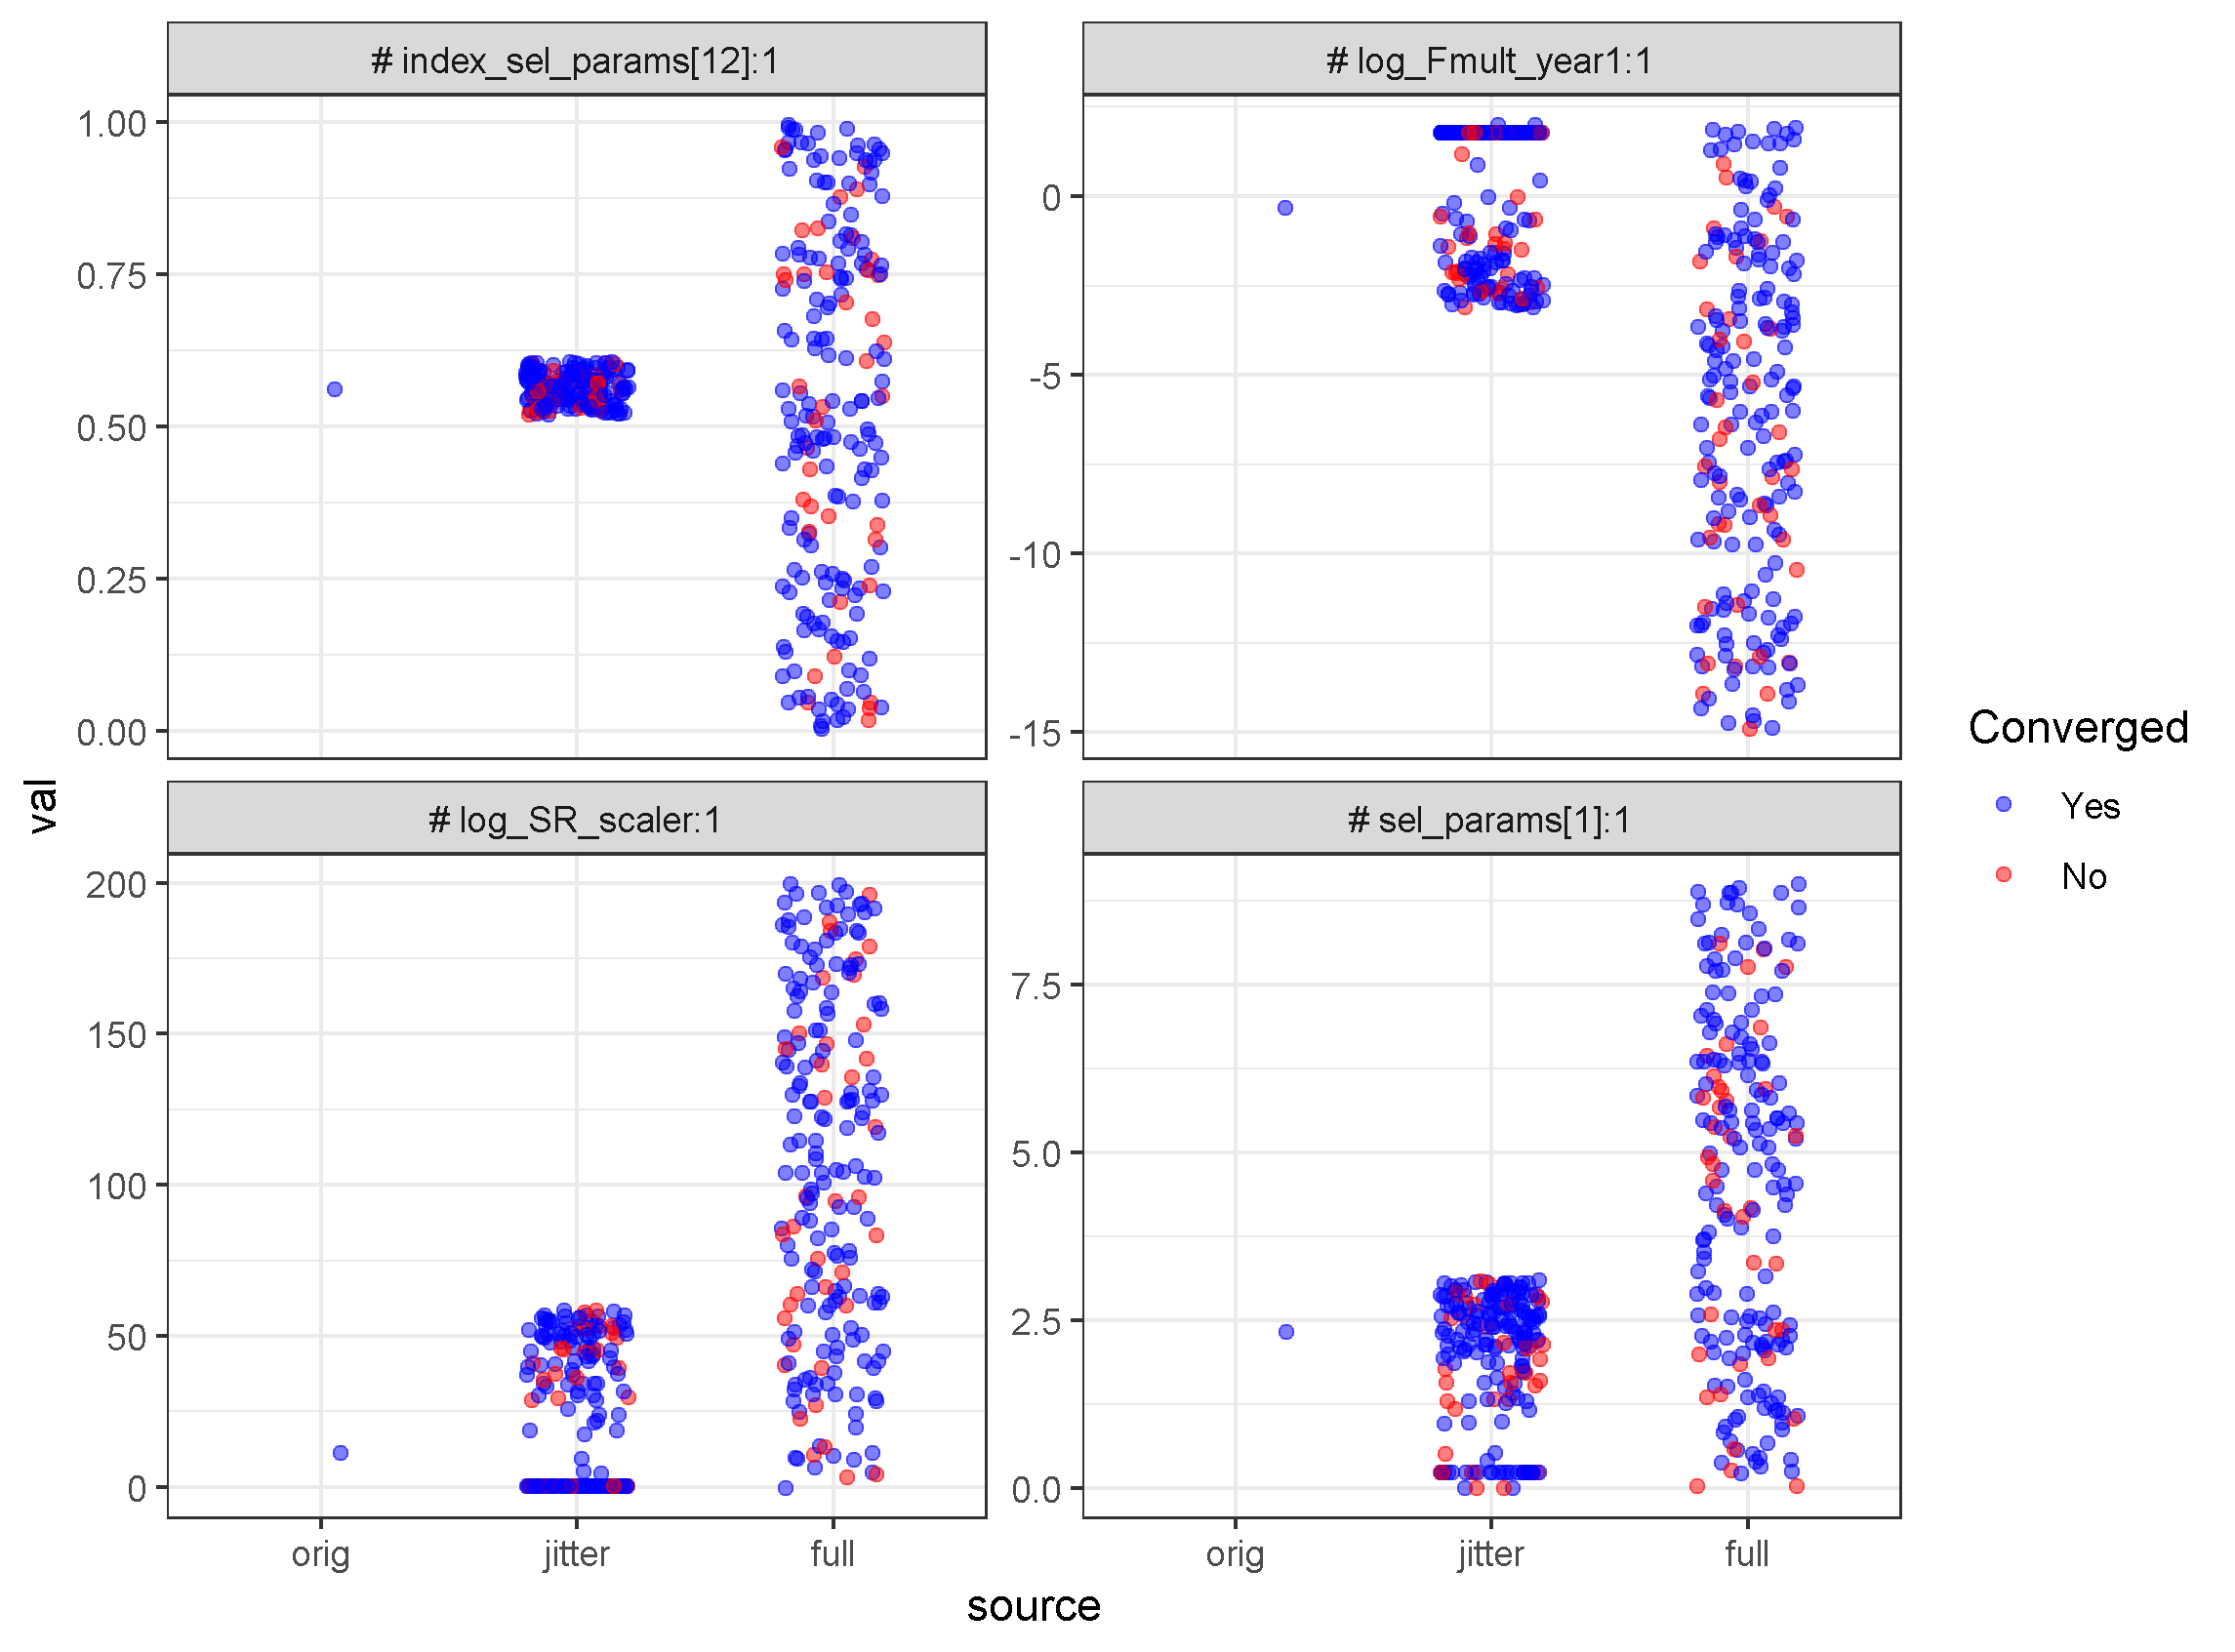 # index_sel_params[12]:1
# log_Fmult_year1:1
1.00
0.75
0.50
0.25
0.00
0
-5
-10
-15
# log_SR_scaler:1
# sel_params[1]:1
200
150
100
50
0
7.5
5.0
2.5
0.0
orig jitter full
orig jitter full
source
val
Converged
Yes
No